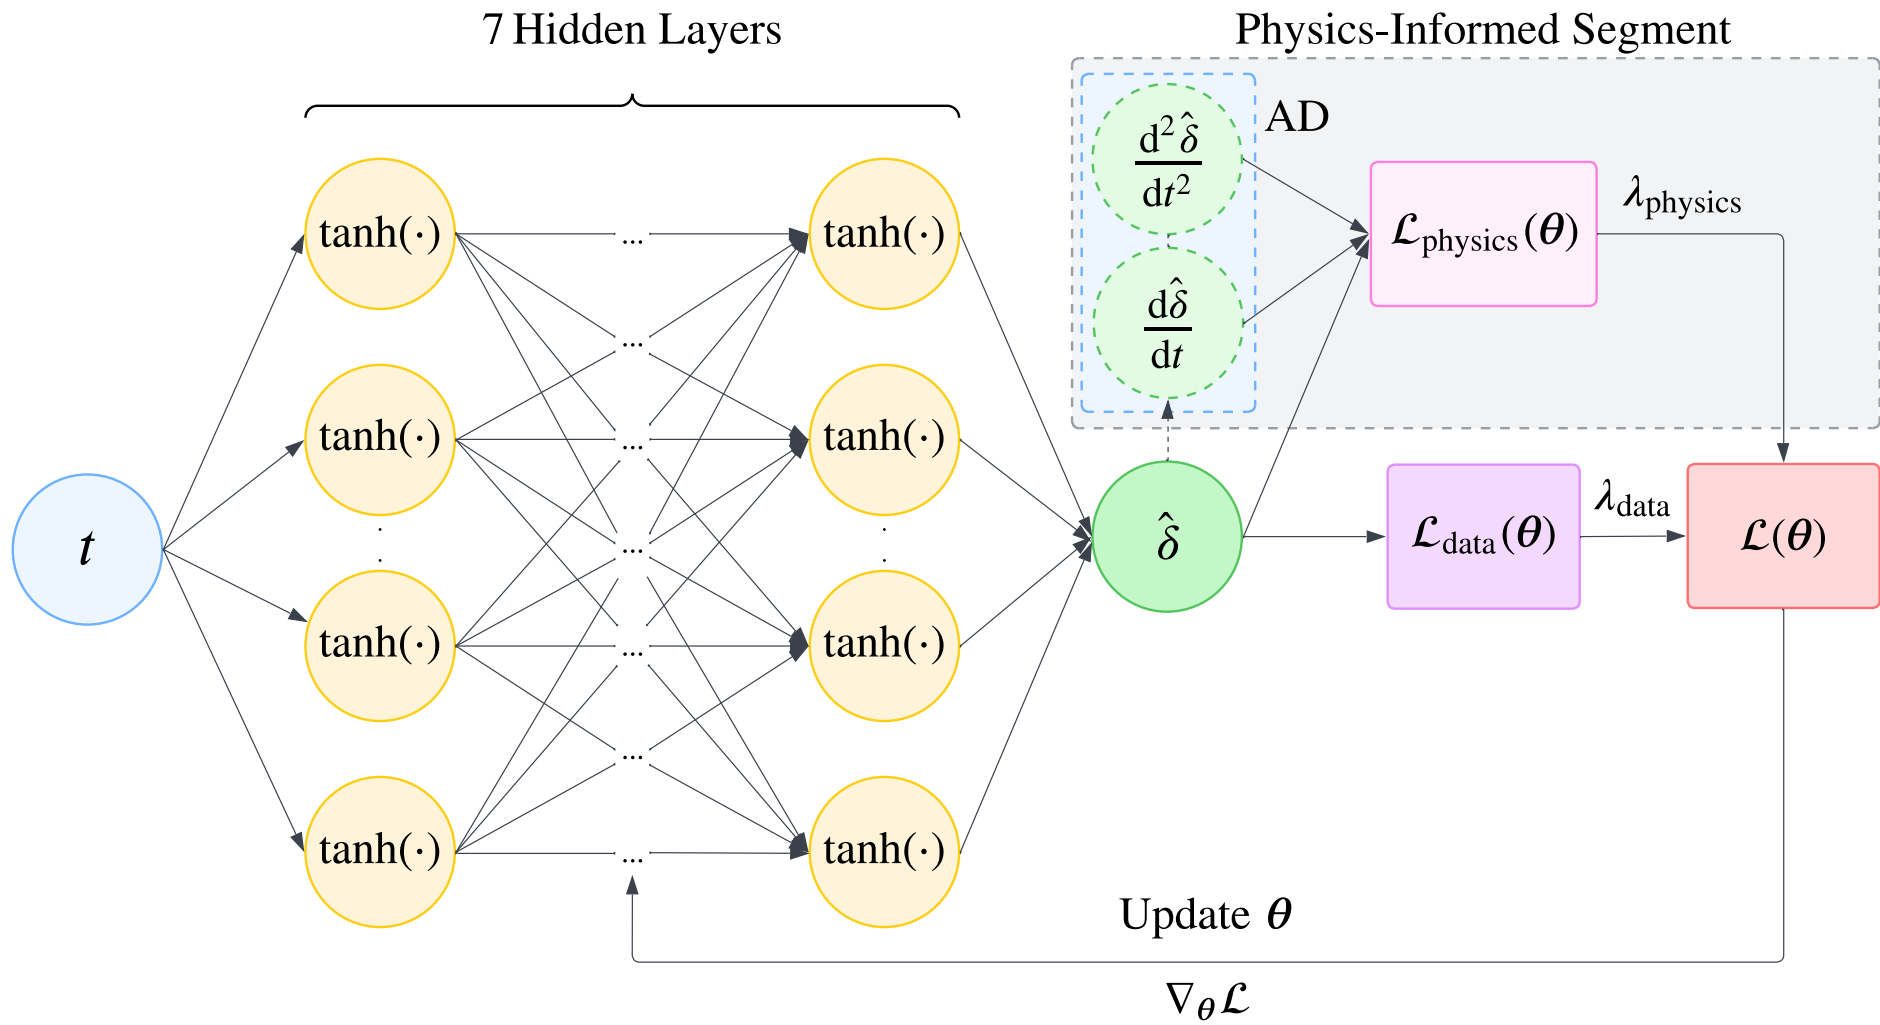 7 Hidden Layers
Physics-Informed Segment
t
tanh(·)
tanh(·)
:
tanh(·)
tanh(·)
...
...
...
...
...
...
...
tanh(·)
tanh(·)
:
tanh(·)
tanh(·)
d²δ̂
dt²
AD
dδ̂
dt
δ̂
ℒphysics(θ)
λphysics
ℒdata(θ)
λdata
ℒ(θ)
Update θ
∇θℒ